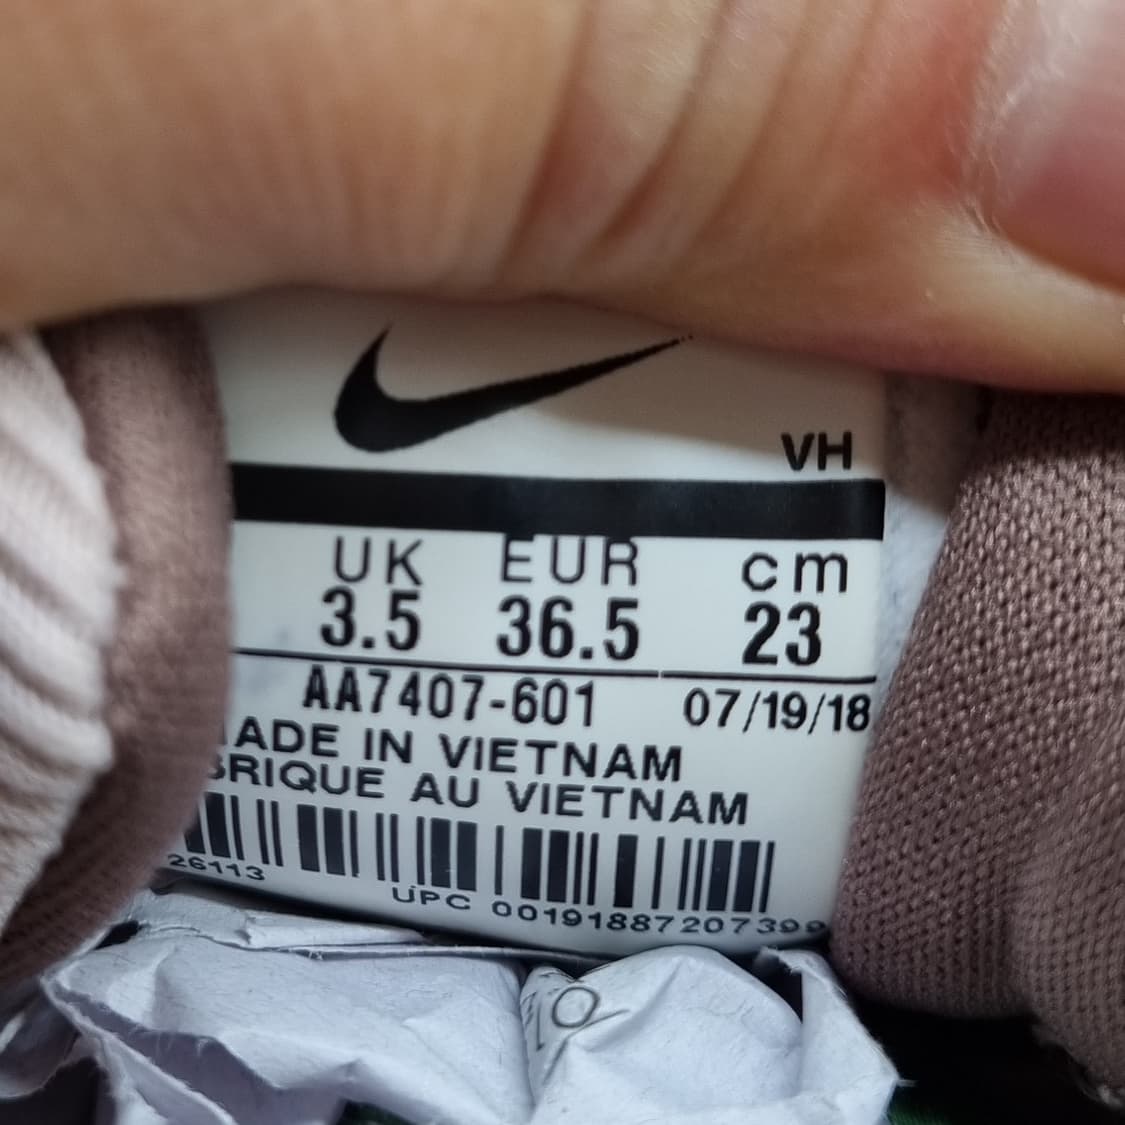 VH
UK EUR cm
3.5 36.5 23
AA7407-601 07/19/18
ADE IN VIETNAM
BRIQUE AU VIETNAM
26113
UPC 00191887207399